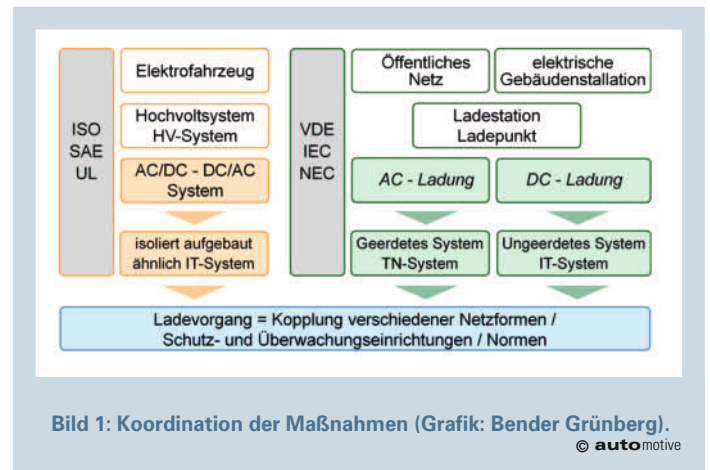 ISO
SAE
UL
Elektrofahrzeug
Hochvoltsystem
HV-System
AC/DC - DC/AC
System
isoliert aufgebaut
ähnlich IT-System
VDE
IEC
NEC
Öffentliches
Netz
elektrische
Gebäudenstallation
Ladestation
Ladepunkt
AC - Ladung
DC - Ladung
Geerdetes System
TN-System
Ungeerdetes System
IT-System
Ladevorgang = Kopplung verschiedener Netzformen /
Schutz- und Überwachungseinrichtungen / Normen
Bild 1: Koordination der Maßnahmen (Grafik: Bender Grünberg).
© automotive